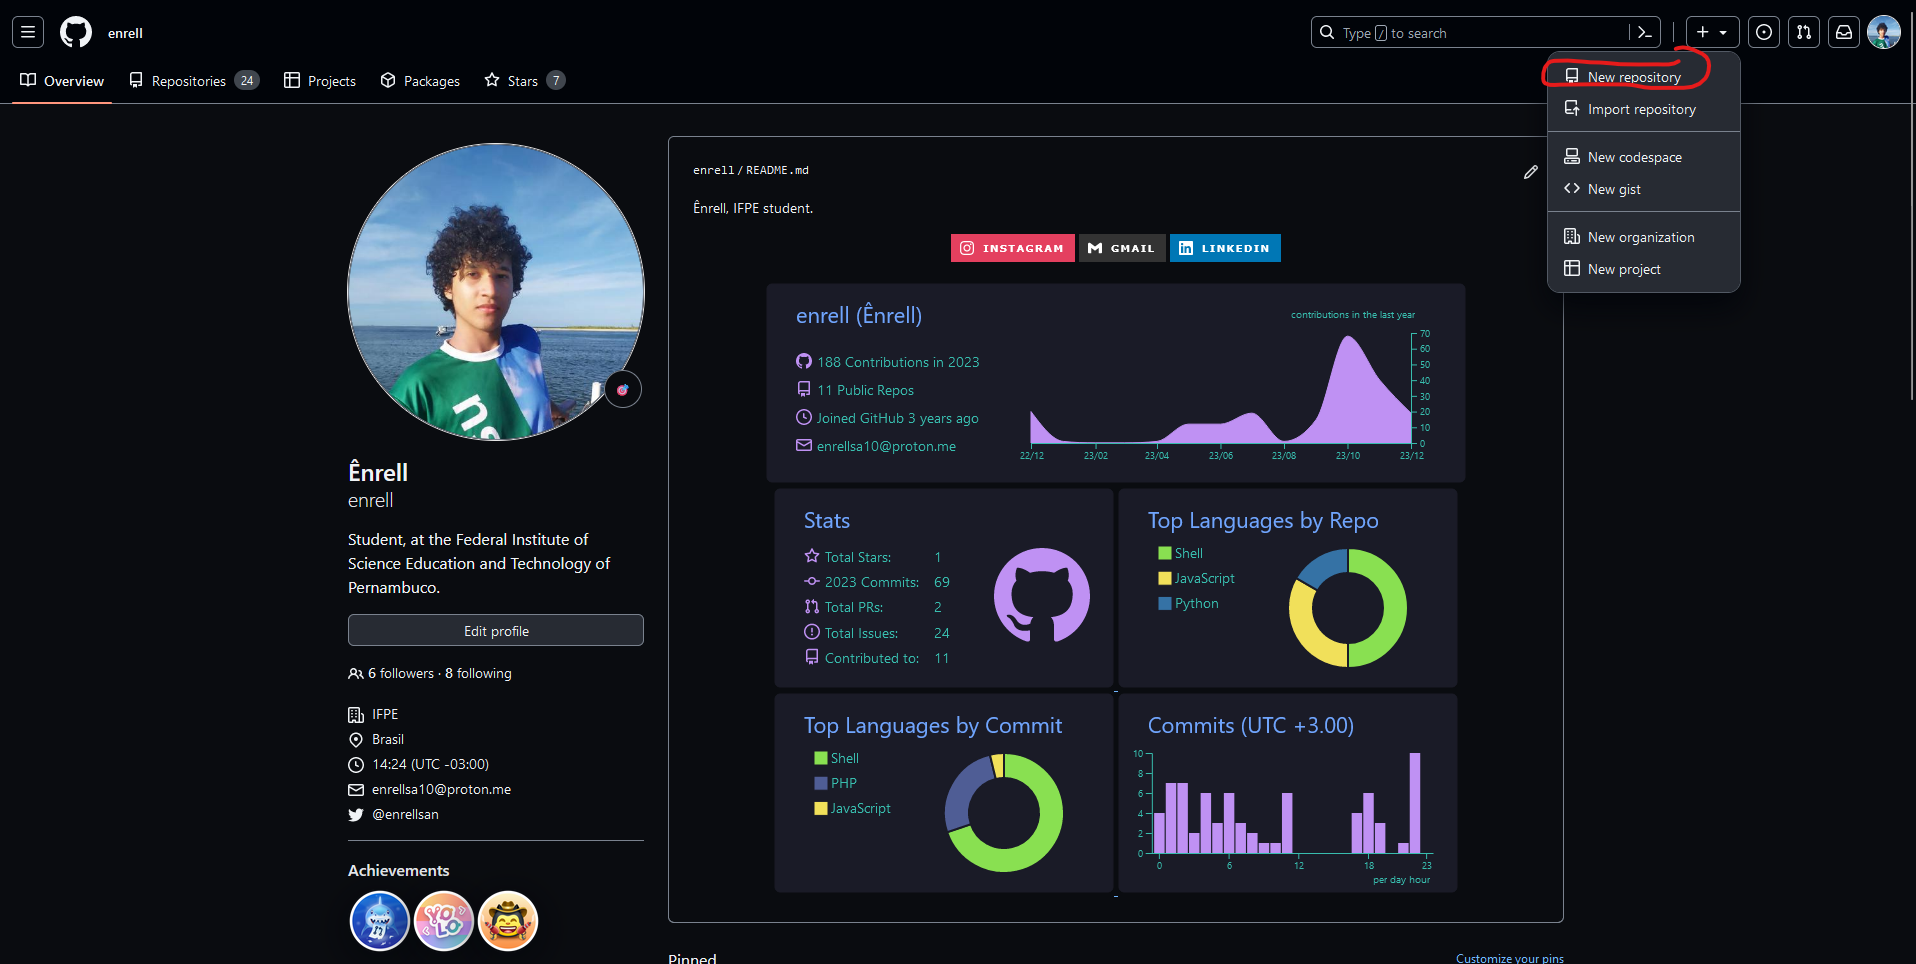 enrell
Type / to search
Overview
Repositories 24
Projects
Packages
Stars 7
New repository
Import repository
New codespace
New gist
New organization
New project
Ênrell
enrell
Student, at the Federal Institute of
Science Education and Technology of
Pernambuco.
Edit profile
6 followers · 8 following
IFPE
Brasil
14:24 (UTC -03:00)
enrellsa10@proton.me
@enrellsan
Achievements
YOLO
enrell / README.md
Ênrell, IFPE student.
INSTAGRAM
GMAIL
LINKEDIN
enrell (Ênrell)
188 Contributions in 2023
11 Public Repos
Joined GitHub 3 years ago
enrellsa10@proton.me
contributions in the last year
70
60
50
40
30
20
10
0
22/12 23/02 23/04 23/06 23/08 23/10 23/12
Stats
Total Stars: 1
2023 Commits: 69
Total PRs: 2
Total Issues: 24
Contributed to: 11
Top Languages by Repo
Shell
JavaScript
Python
Top Languages by Commit
Shell
PHP
JavaScript
Commits (UTC +3.00)
10
8
6
4
2
0
0 6 12 18 23
per day hour
Pinned
Customize your pins